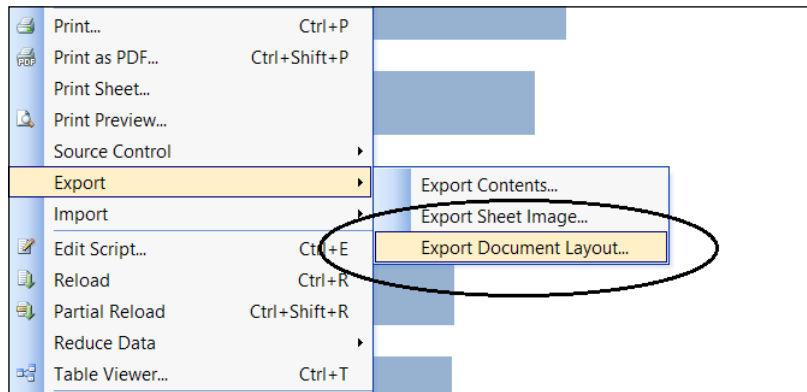 Print... Ctrl+P
PDF Print as PDF... Ctrl+Shift+P
Print Sheet...
Print Preview...
Source Control
Export
Import
Edit Script... Ctrl+E
Reload Ctrl+R
Partial Reload Ctrl+Shift+R
Reduce Data
Table Viewer... Ctrl+T
Export Contents...
Export Sheet Image...
Export Document Layout...